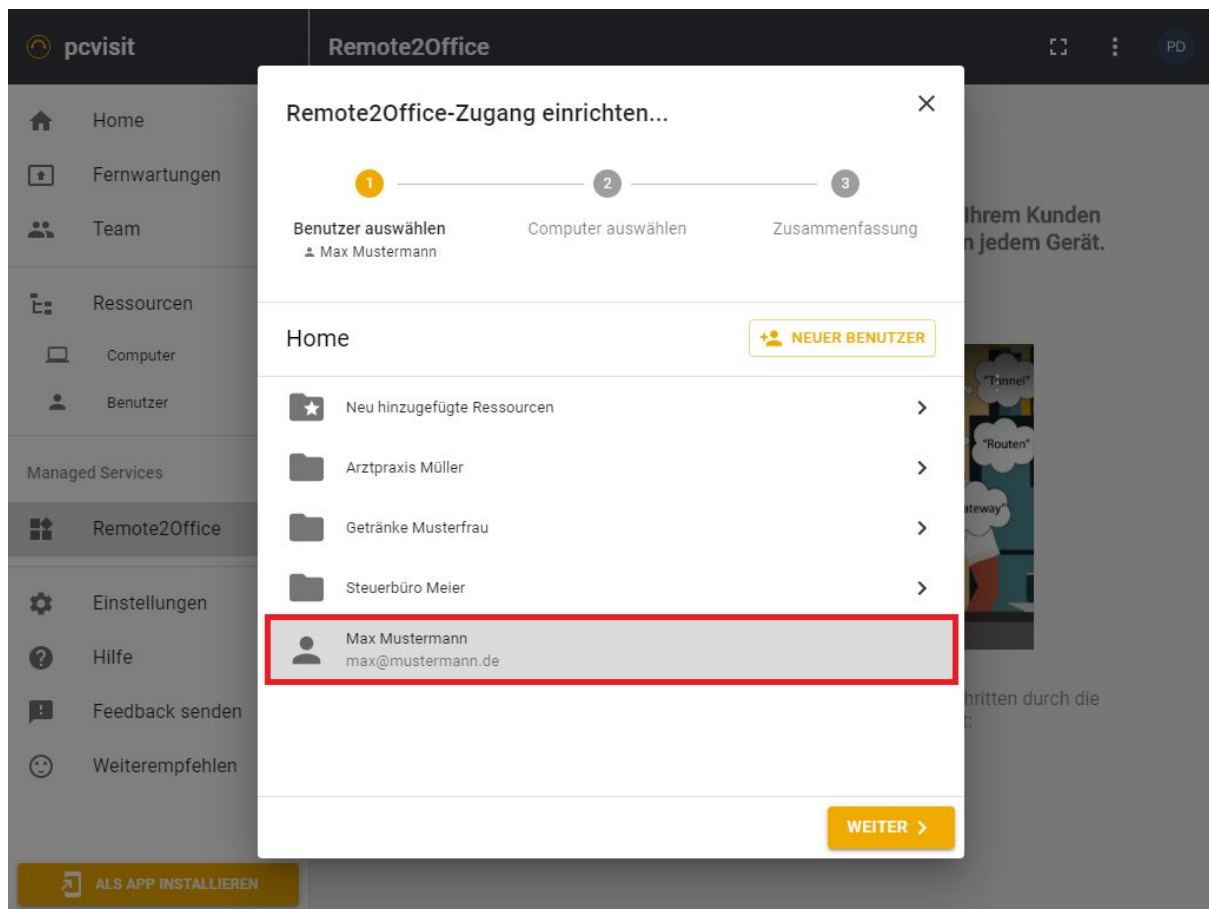 pcvisit
Remote2Office
PD
Home
Fernwartungen
Team
Ressourcen
Computer
Benutzer
Managed Services
Remote2Office
Einstellungen
Hilfe
Feedback senden
Weiterempfehlen
ALS APP INSTALLIEREN
Remote2Office-Zugang einrichten...
1
2
3
Benutzer auswählen
Computer auswählen
Zusammenfassung
Max Mustermann
Home
NEUER BENUTZER
Neu hinzugefügte Ressourcen
Arztpraxis Müller
Getränke Musterfrau
Steuerbüro Meier
Max Mustermann
max@mustermann.de
WEITER
Ihrem Kunden
jedem Gerät.
"Tunnel"
"Routen"
durch die